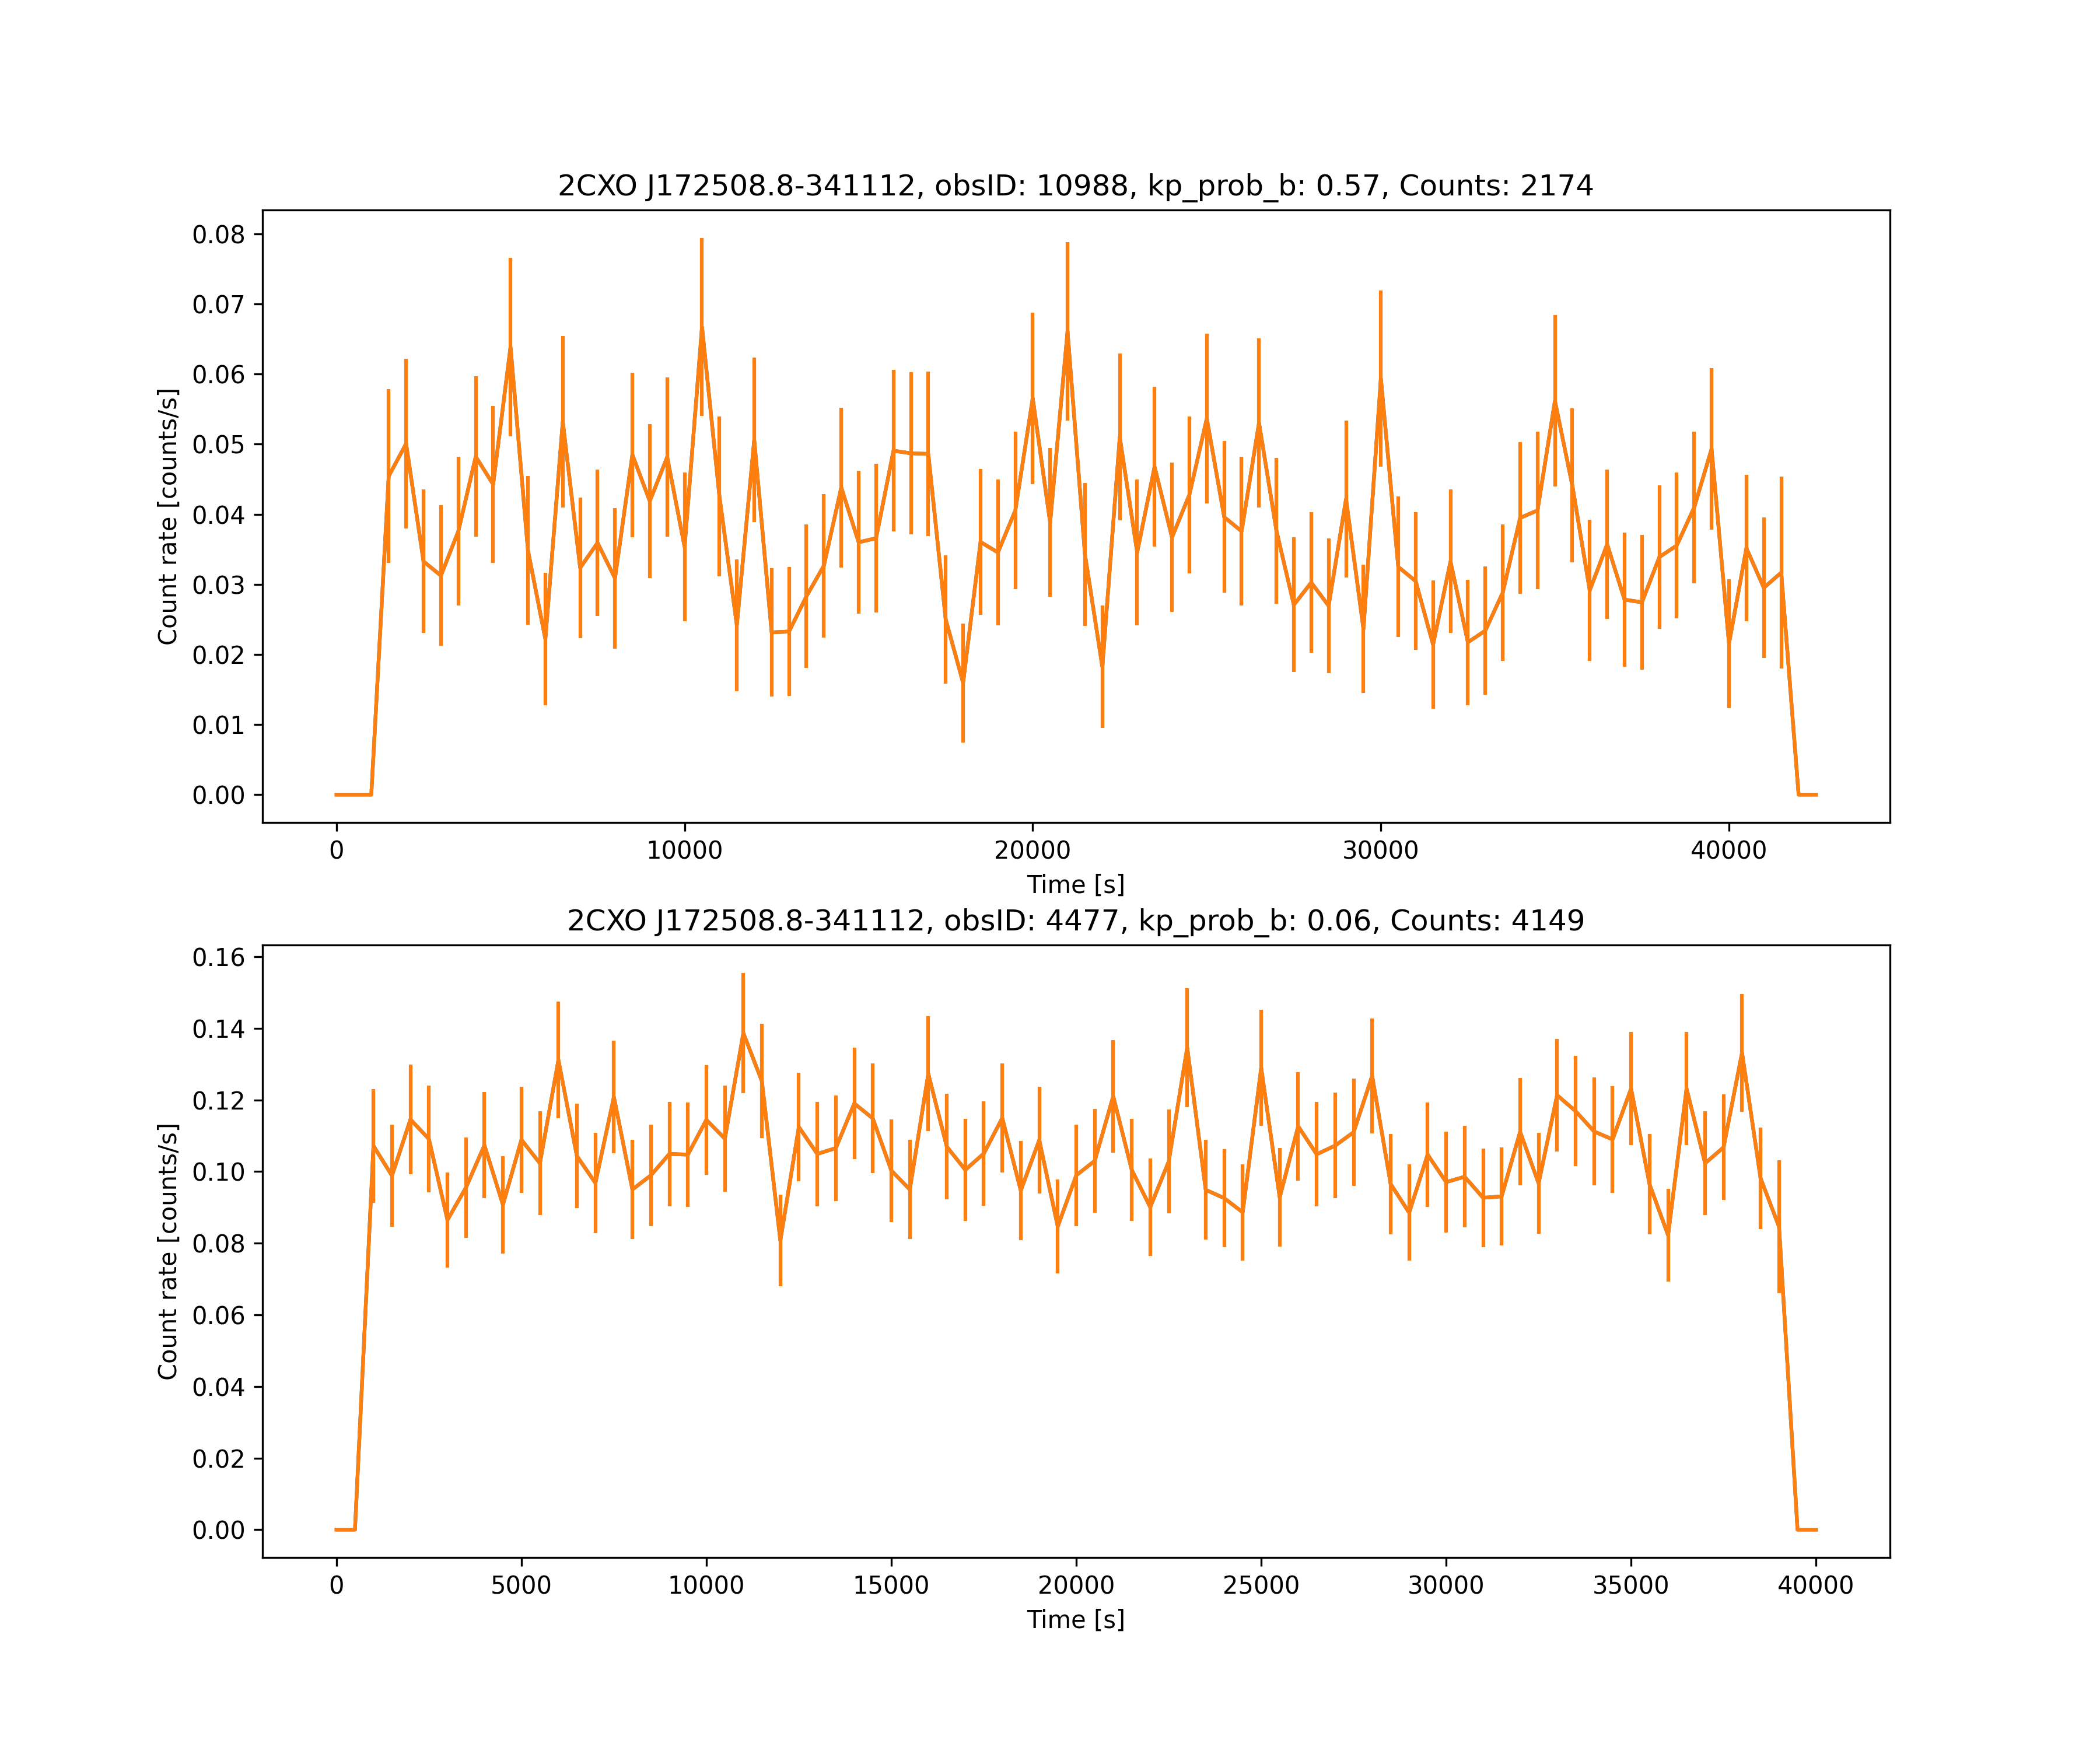 2CXO J172508.8-341112, obsID: 10988, kp_prob_b: 0.57, Counts: 2174
0.08
0.07
0.06
0.05
0.04
0.03
0.02
0.01
0.00
Count rate [counts/s]
0 10000 20000 30000 40000
Time [s]
2CXO J172508.8-341112, obsID: 4477, kp_prob_b: 0.06, Counts: 4149
0.16
0.14
0.12
0.10
0.08
0.06
0.04
0.02
0.00
Count rate [counts/s]
0 5000 10000 15000 20000 25000 30000 35000 40000
Time [s]